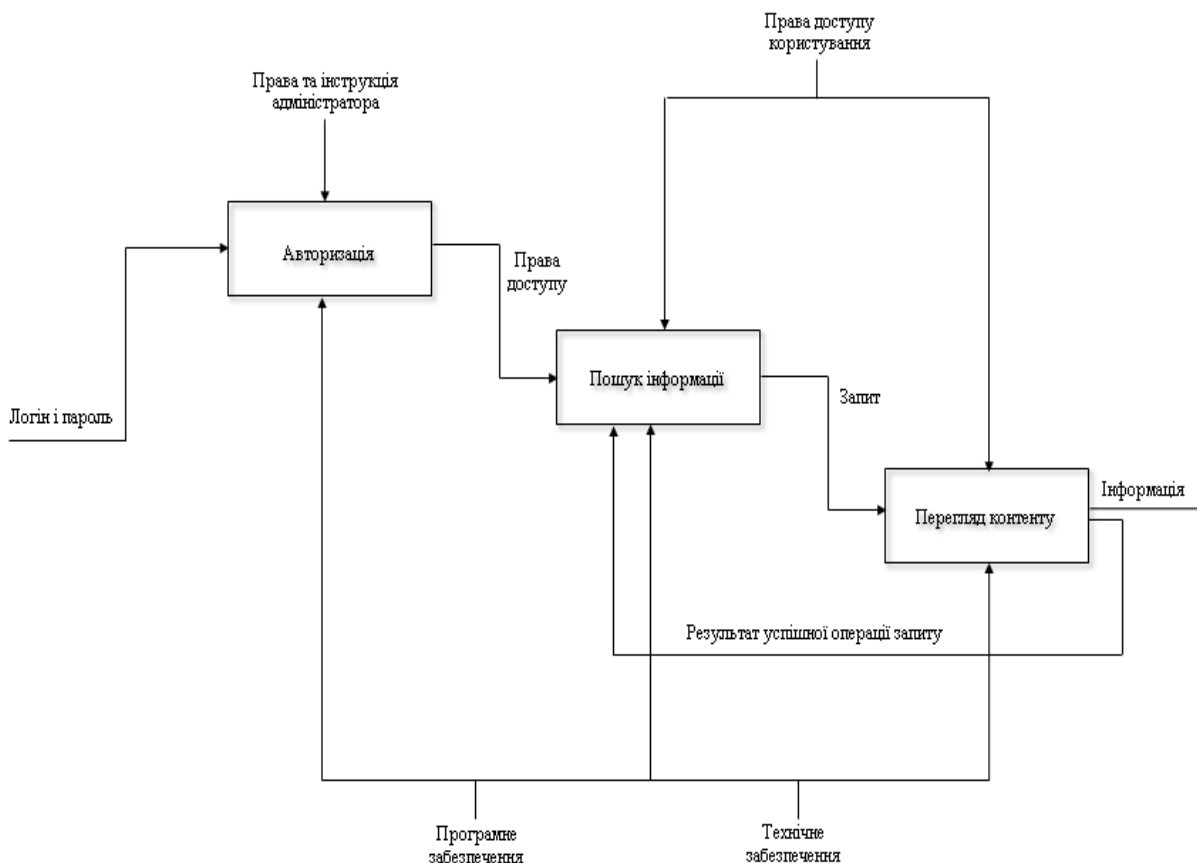 Права доступу
користування
Права та інструкція
адміністратора
Авторизація
Права
доступу
Пошук інформації
Запит
Логін і пароль
Перегляд контенту
Інформація
Результат успішної операції запиту
Програмне
забезпечення
Технічне
забезпечення